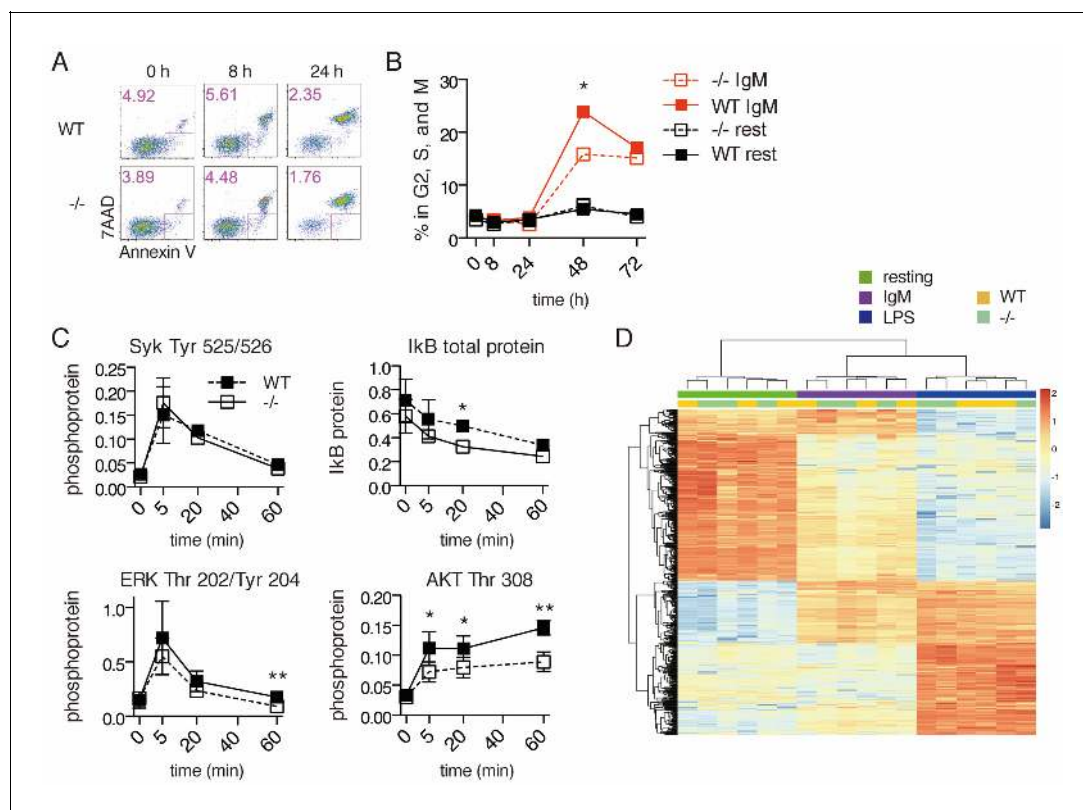 A
0 h
8 h
24 h
WT
4.92
5.61
2.35
-/-
3.89
4.48
1.76
7AAD
Annexin V
B
% in G2, S, and M
30
20
10
0
*
0
8
24
48
72
time (h)
-/- IgM
WT IgM
-/- rest
WT rest
C
Syk Tyr 525/526
phosphoprotein
0.25
0.20
0.15
0.10
0.05
0.00
WT
-/-
0
5
20
40
60
time (min)
IkB total protein
IkB protein
1.0
0.8
0.6
0.4
0.2
0.0
*
0
5
20
40
60
time (min)
ERK Thr 202/Tyr 204
phosphoprotein
1.0
0.5
0.0
**
0
5
20
40
60
time (min)
AKT Thr 308
phosphoprotein
0.20
0.15
0.10
0.05
0.00
*
*
**
0
5
20
40
60
time (min)
D
resting
IgM
LPS
WT
-/-
2
1
0
-1
-2